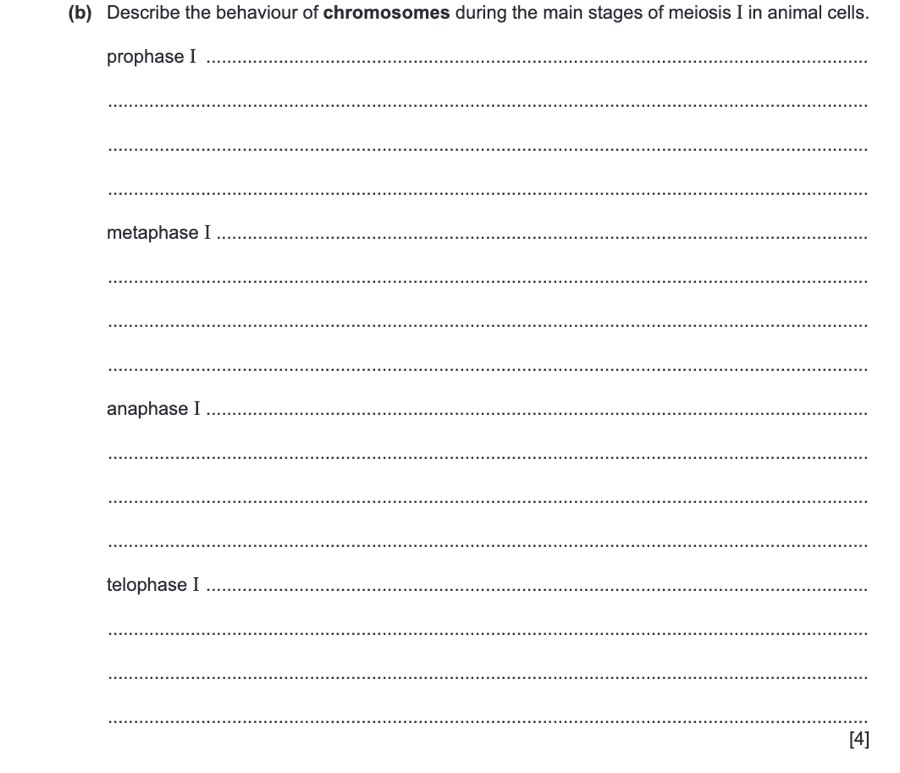 (b) Describe the behaviour of chromosomes during the main stages of meiosis I in animal cells.
prophase I ..........................................................................................
..........................................................................................
..........................................................................................
..........................................................................................
metaphase I ..........................................................................................
..........................................................................................
..........................................................................................
..........................................................................................
anaphase I ..........................................................................................
..........................................................................................
..........................................................................................
..........................................................................................
telophase I ..........................................................................................
..........................................................................................
..........................................................................................
..........................................................................................
[4]